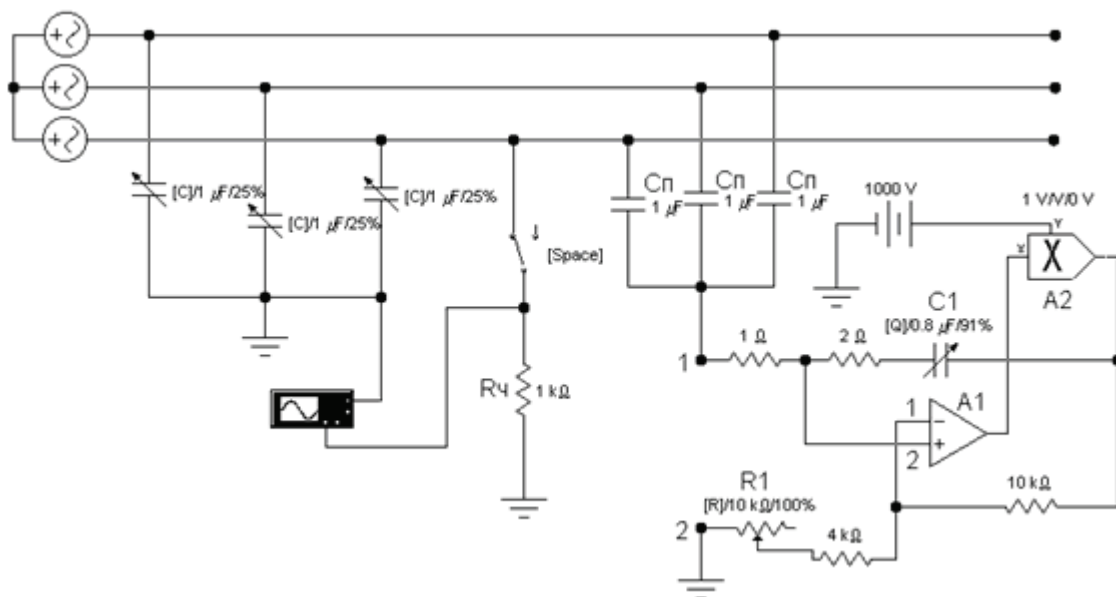 [C]/1 µF/25%
[C]/1 µF/25%
[C]/1 µF/25%
[Space]
Rч
1 kΩ
Cп
1 µF
Cп
1 µF
Cп
1 µF
1000 V
1 V/V/0 V
Y
X
X
A2
C1
[Q]/0.8 µF/91%
1
1 Ω
2 Ω
A1
1
2
R1
[R]/10 kΩ/100%
2
4 kΩ
10 kΩ